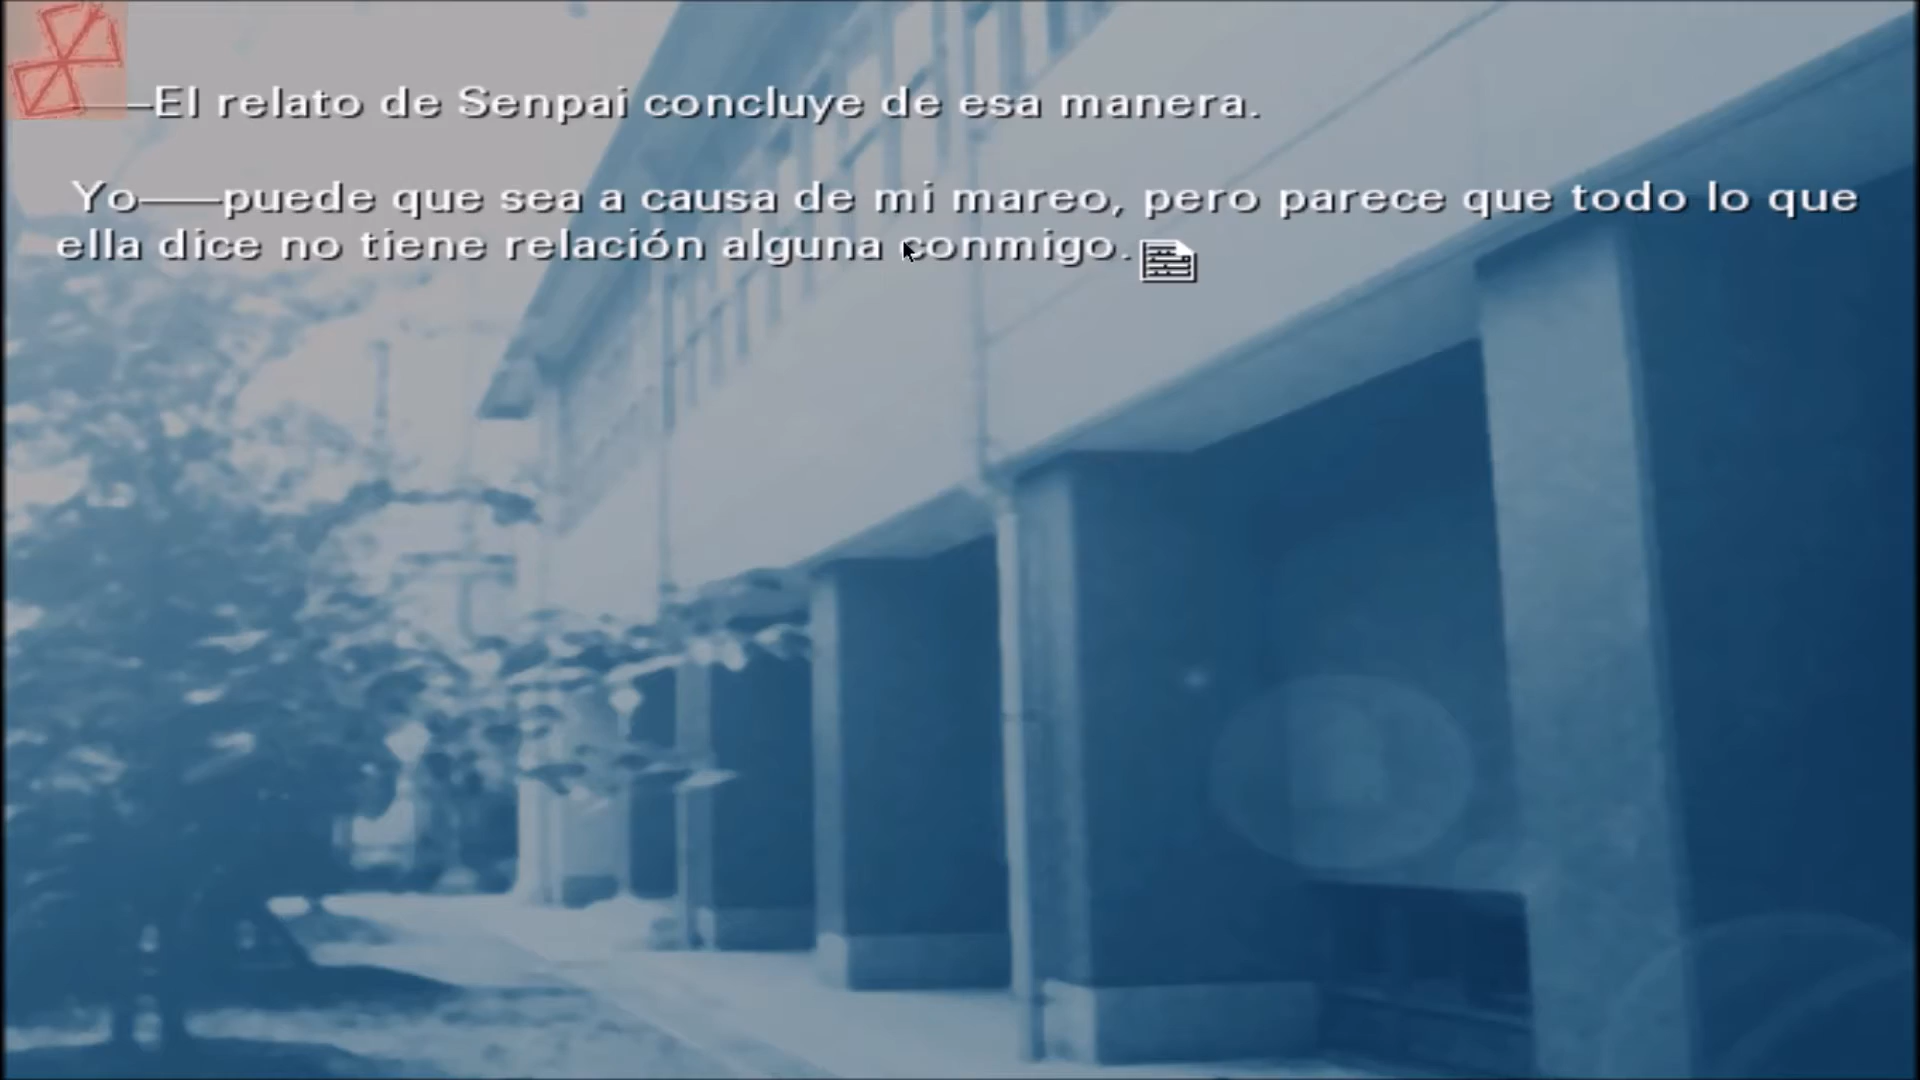 ——El relato de Senpai concluye de esa manera.
Yo——puede que sea a causa de mi mareo, pero parece que todo lo que
ella dice no tiene relación alguna conmigo.